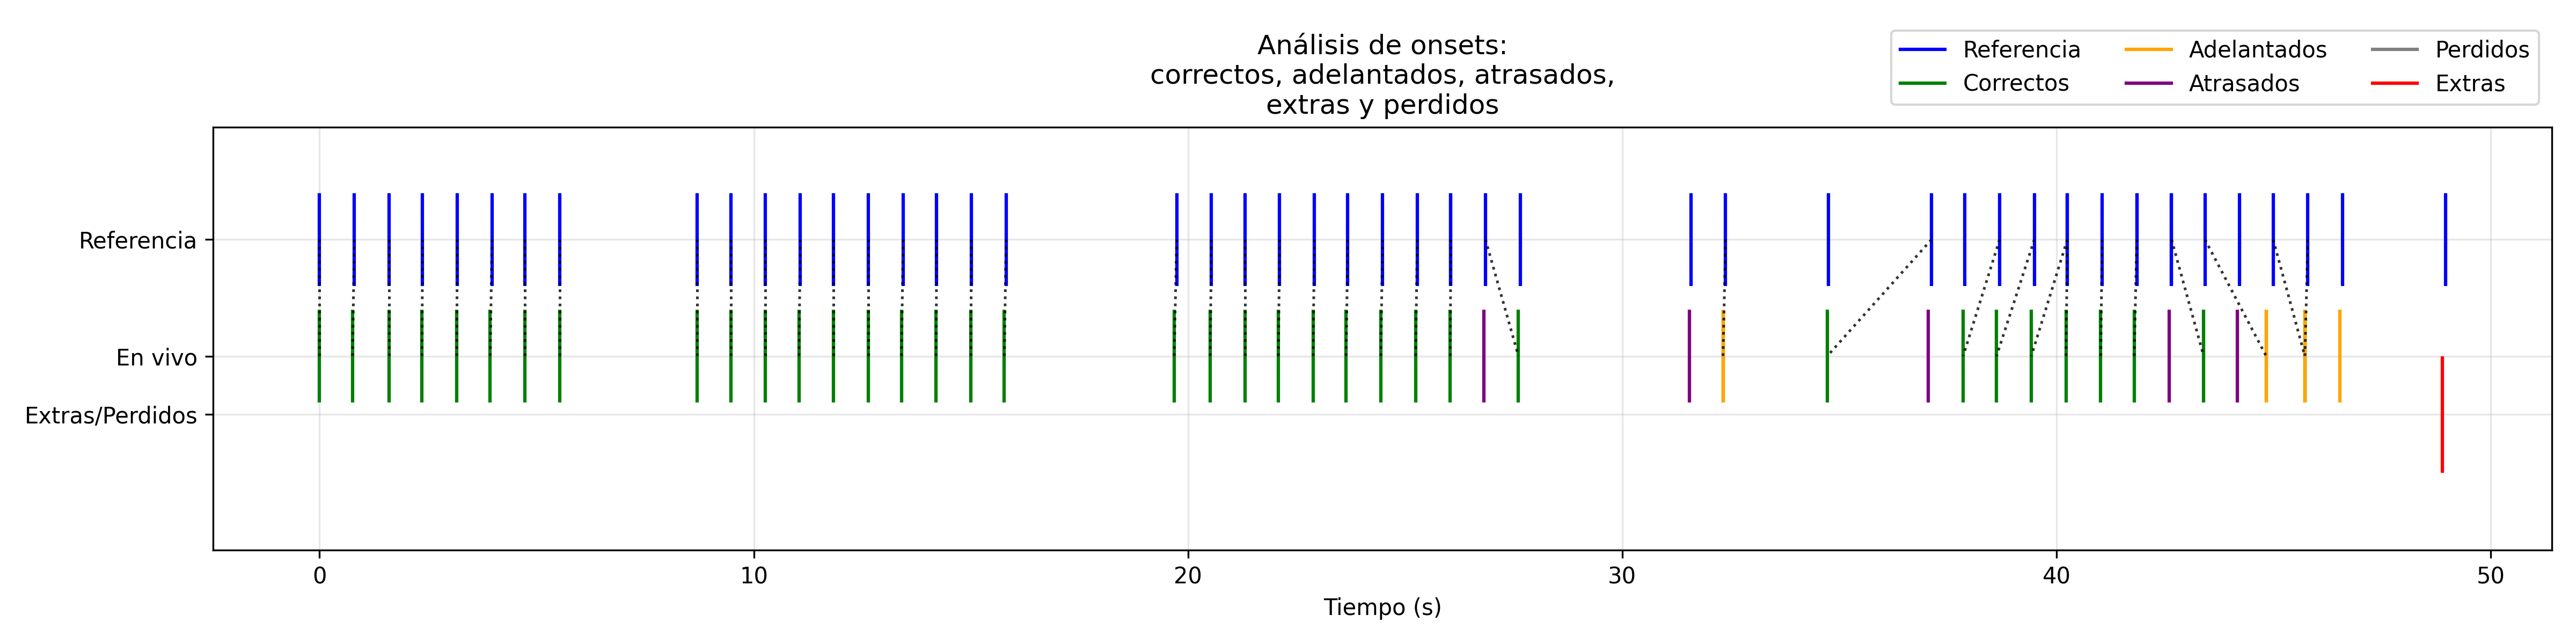 Análisis de onsets:
correctos, adelantados, atrasados,
extras y perdidos
Referencia
Correctos
Adelantados
Atrasados
Perdidos
Extras
Referencia
En vivo
Extras/Perdidos
0
10
20
30
40
50
Tiempo (s)